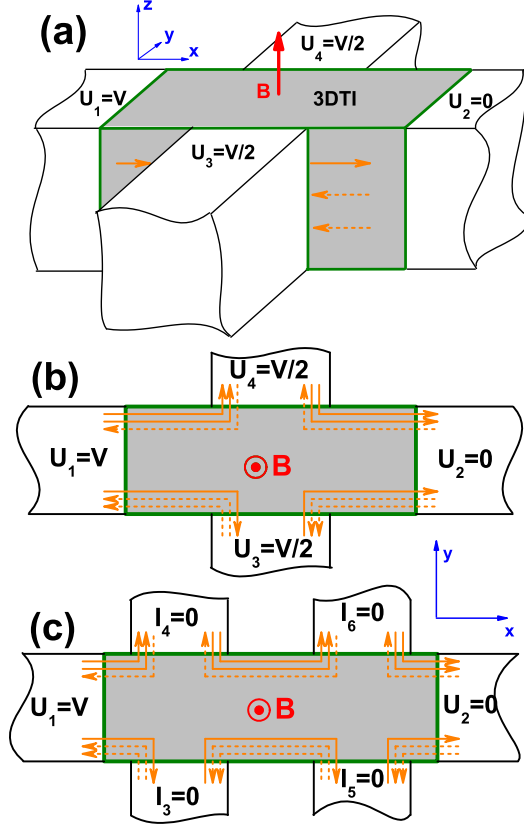 (a)
z
y
x
U₄=V/2
U₁=V
B
3DTI
U₂=0
U₃=V/2
(b)
U₄=V/2
U₁=V
B
U₂=0
U₃=V/2
y
x
(c)
I₄=0
I₆=0
U₁=V
B
U₂=0
I₃=0
I₅=0